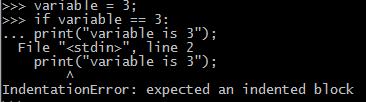 >>> variable = 3;
>>> if variable == 3:
... print("variable is 3");
  File "<stdin>", line 2
    print("variable is 3");
        ^
IndentationError: expected an indented block